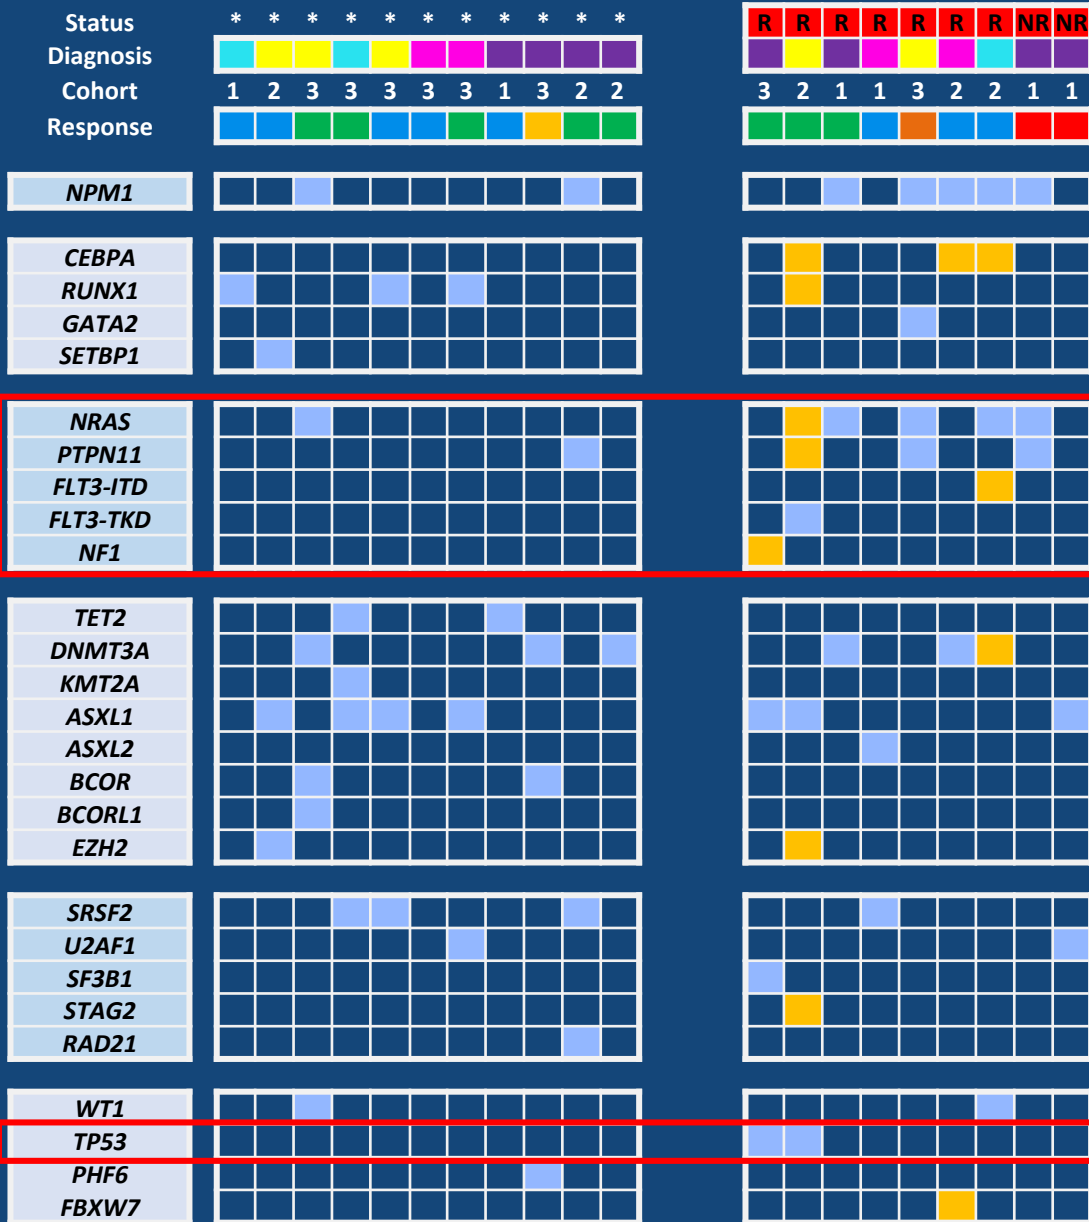 Status * * * * * * * * * * * R R R R R R R NR NR
Diagnosis
Cohort 1 2 3 3 3 3 3 1 3 2 2 3 2 1 1 3 2 2 1 1
Response
NPM1
CEBPA
RUNX1
GATA2
SETBP1
NRAS
PTPN11
FLT3-ITD
FLT3-TKD
NF1
TET2
DNMT3A
KMT2A
ASXL1
ASXL2
BCOR
BCORL1
EZH2
SRSF2
U2AF1
SF3B1
STAG2
RAD21
WT1
TP53
PHF6
FBXW7